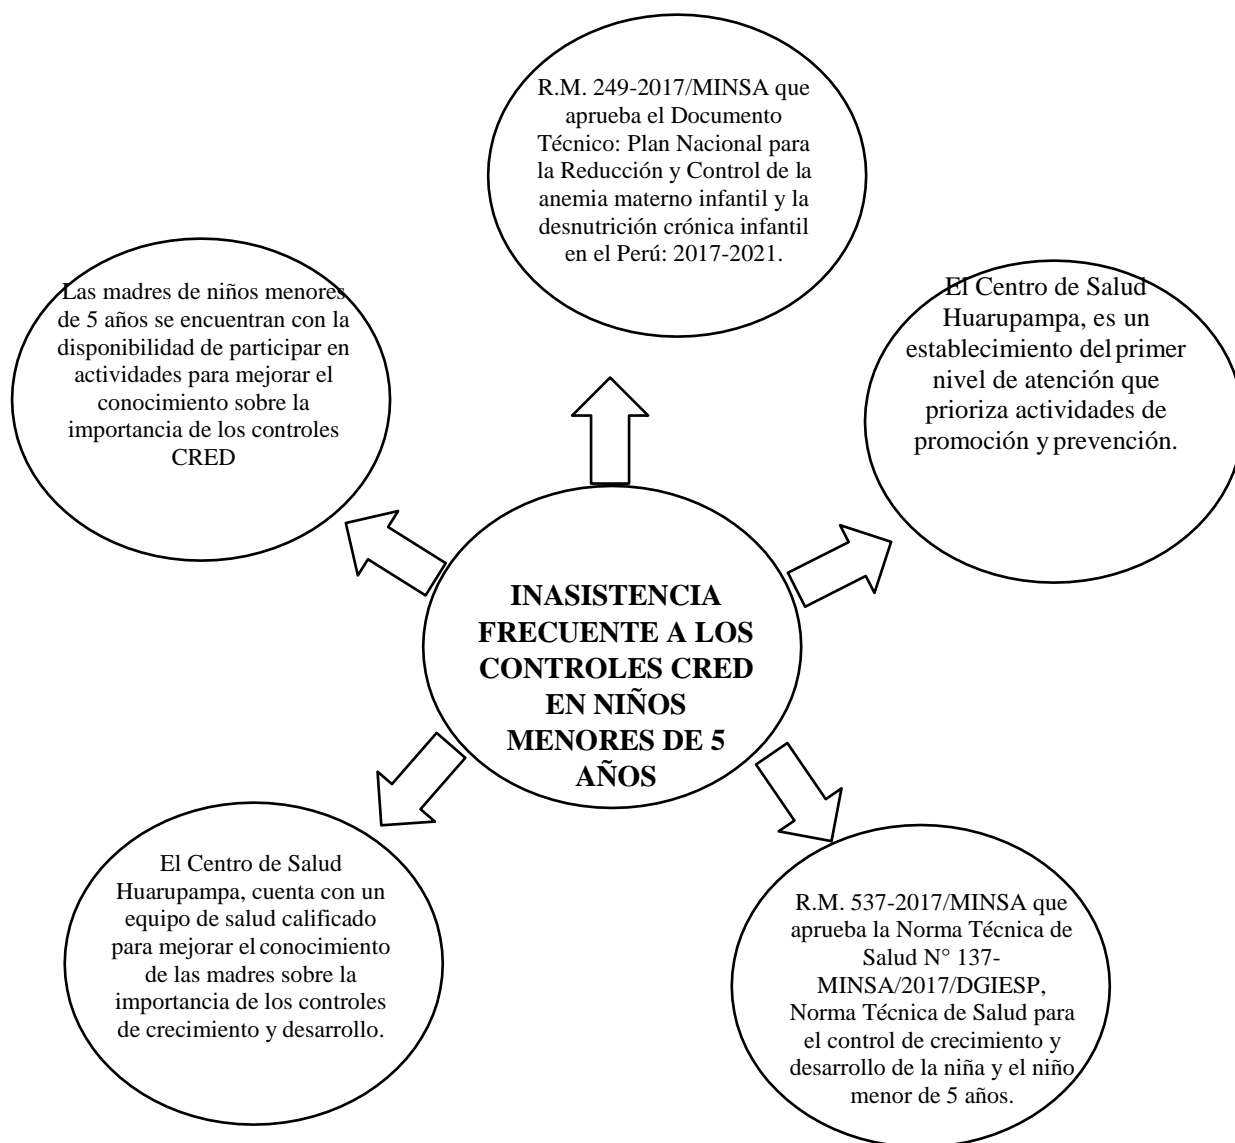 R.M. 249-2017/MINSA que
aprueba el Documento
Técnico: Plan Nacional para
la Reducción y Control de la
anemia materno infantil y la
desnutrición crónica infantil
en el Perú: 2017-2021.
Las madres de niños menores
de 5 años se encuentran con la
disponibilidad de participar en
actividades para mejorar el
conocimiento sobre la
importancia de los controles
CRED
El Centro de Salud
Huarupampa, es un
establecimiento del primer
nivel de atención que
prioriza actividades de
promoción y prevención.
INASISTENCIA
FRECUENTE A LOS
CONTROLES CRED
EN NIÑOS
MENORES DE 5
AÑOS
El Centro de Salud
Huarupampa, cuenta con un
equipo de salud calificado
para mejorar el conocimiento
de las madres sobre la
importancia de los controles
de crecimiento y desarrollo.
R.M. 537-2017/MINSA que
aprueba la Norma Técnica de
Salud N° 137-
MINSA/2017/DGIESP,
Norma Técnica de Salud para
el control de crecimiento y
desarrollo de la niña y el niño
menor de 5 años.